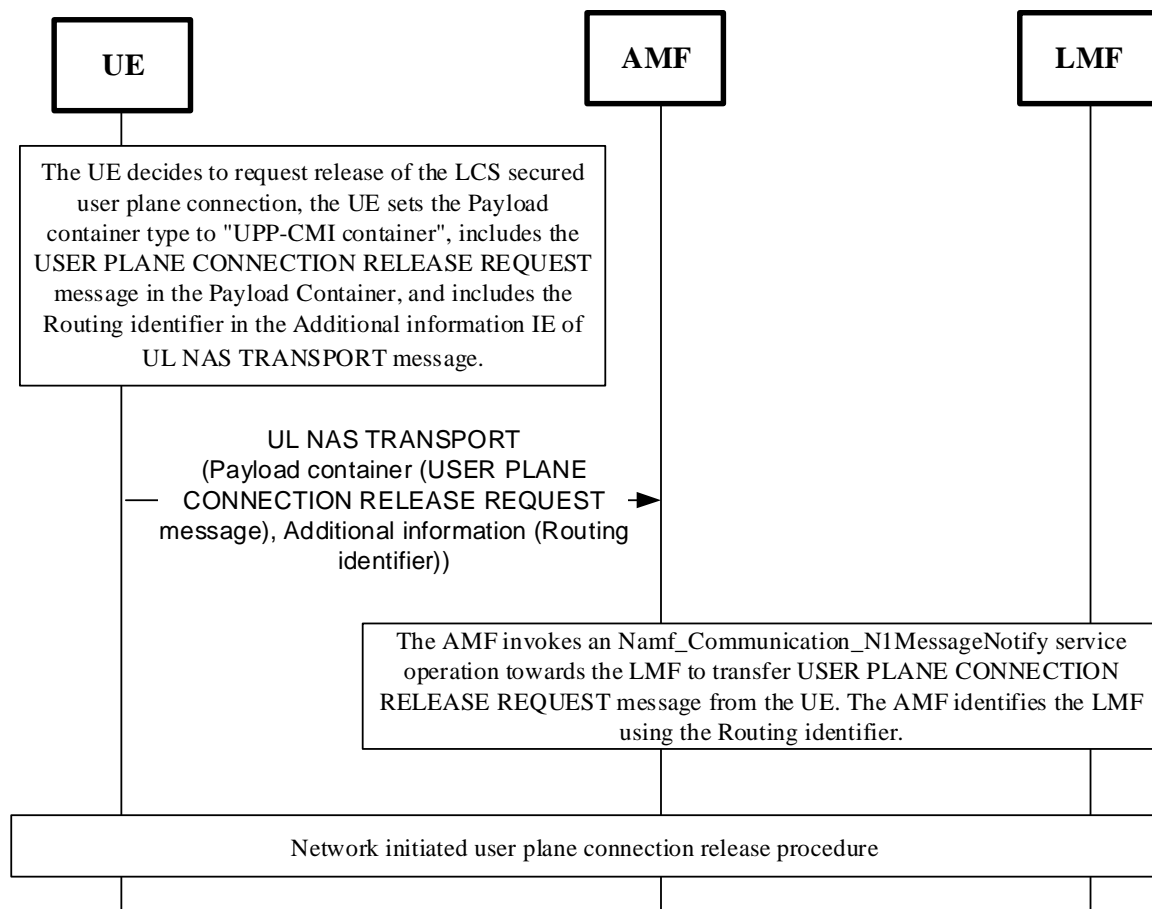 UE
AMF
LMF
The UE decides to request release of the LCS secured
user plane connection, the UE sets the Payload
container type to "UPP-CMI container", includes the
USER PLANE CONNECTION RELEASE REQUEST
message in the Payload Container, and includes the
Routing identifier in the Additional information IE of
UL NAS TRANSPORT message.
UL NAS TRANSPORT
(Payload container (USER PLANE
CONNECTION RELEASE REQUEST
message), Additional information (Routing
identifier))
The AMF invokes an Namf_Communication_N1MessageNotify service
operation towards the LMF to transfer USER PLANE CONNECTION
RELEASE REQUEST message from the UE. The AMF identifies the LMF
using the Routing identifier.
Network initiated user plane connection release procedure